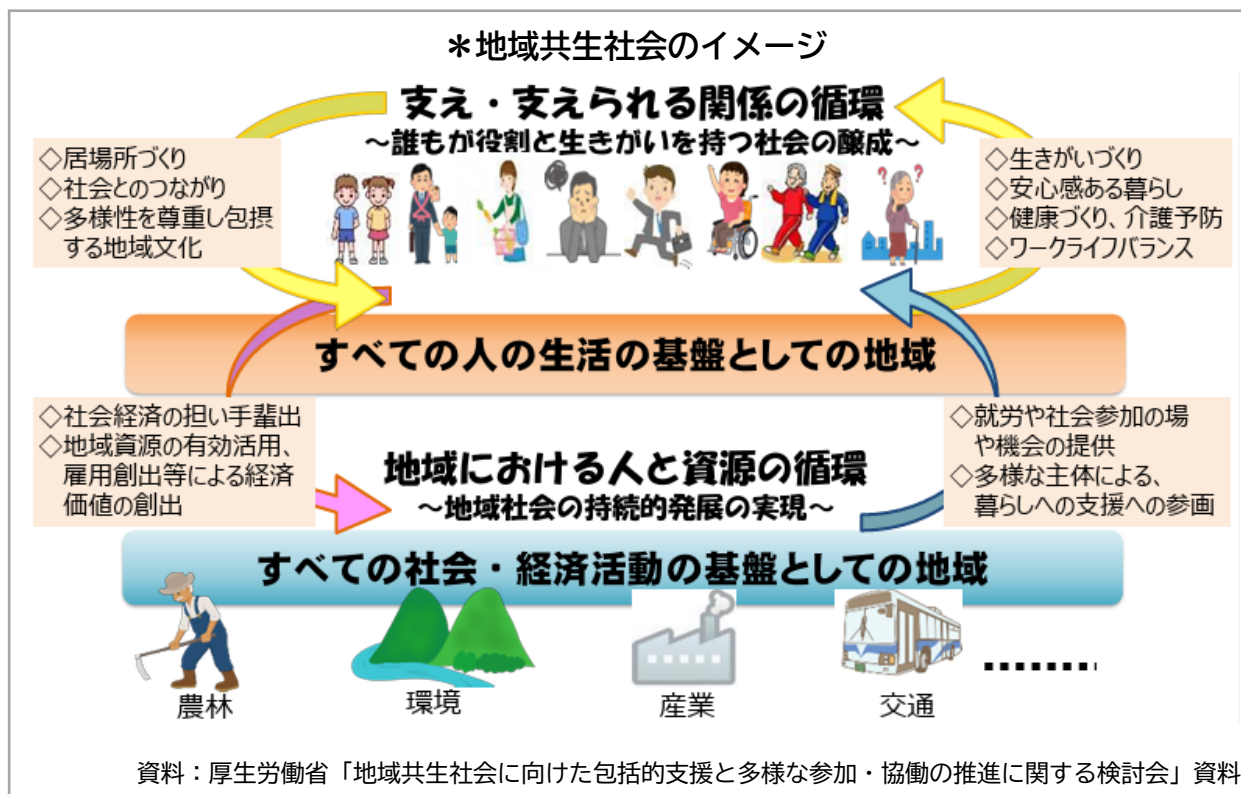 ＊地域共生社会のイメージ
支え・支えられる関係の循環
～誰もが役割と生きがいを持つ社会の醸成～
◇居場所づくり
◇社会とのつながり
◇多様性を尊重し包摂
する地域文化
◇生きがいづくり
◇安心感ある暮らし
◇健康づくり、介護予防
◇ワークライフバランス
? ?
すべての人の生活の基盤としての地域
◇社会経済の担い手輩出
◇地域資源の有効活用、
雇用創出等による経済
価値の創出
地域における人と資源の循環
～地域社会の持続的発展の実現～
◇就労や社会参加の場
や機会の提供
◇多様な主体による、
暮らしへの支援への参画
すべての社会・経済活動の基盤としての地域
農林
環境
産業
交通
資料：厚生労働省「地域共生社会に向けた包括的支援と多様な参加・協働の推進に関する検討会」資料